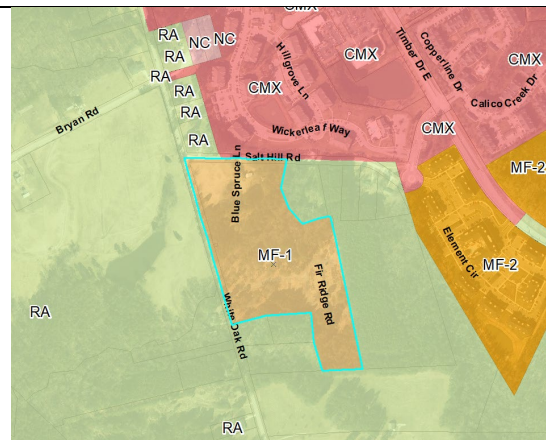 CMX
RA
NC
NC
RA
RA
RA
RA
RA
Bryan Rd
Hillgrove Ln
CMX
CMX
Timber Dr E
Copperline Dr
CMX
Calico Creek Dr
Wickerleaf Way
CMX
Salt Hill Rd
Blue Spruce Ln
MF-2
MF-1
Fir Ridge Rd
Element Cir
MF-2
RA
White Oak Rd
RA